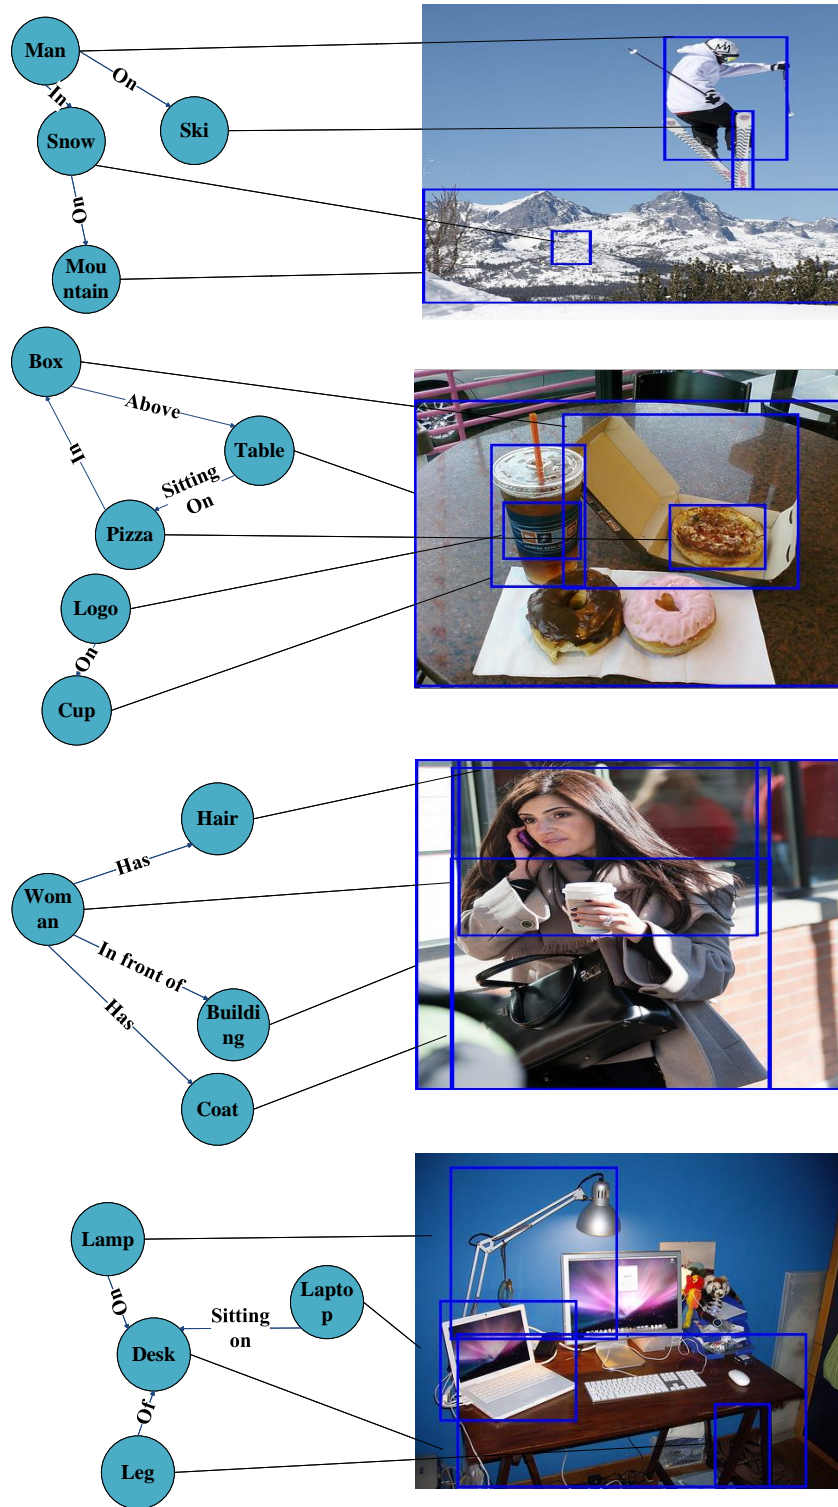 Man
On
In
Snow
Ski
On
Mou
ntain
Box
Above
Table
In
Sitting
On
Pizza
Logo
On
Cup
Hair
Has
Wom
an
In front of
Has
Buildi
ng
Coat
Lamp
On
Lapto
p
Sitting
on
Desk
Of
Leg